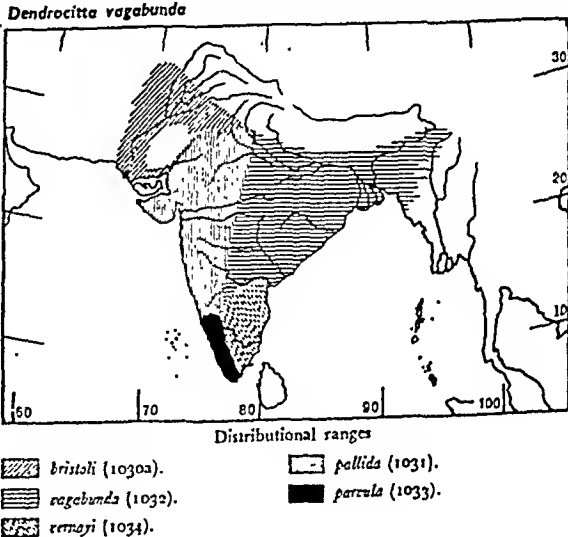 Dendrocitta vagabunda
30
20
10
50 70 80 90 100
Distributional ranges
bristoli (1030a). pallida (1031).
vagabunda (1032). parvula (1033).
vernayi (1034).